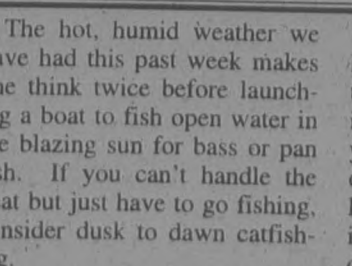 The hot, humid weather we
ave had this past week makes
e think twice before launch-
g a boat to fish open water in
e blazing sun for bass or pan
sh. If you can't handle the
at but just have to go fishing,
nsider dusk to dawn catfish-
g.